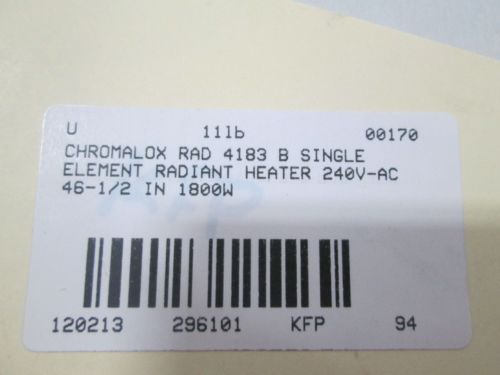 U 11lb 00170
CHROMALOX RAD 4183 B SINGLE
ELEMENT RADIANT HEATER 240V-AC
46-1/2 IN 1800W
KFP
120213 296101 KFP 94